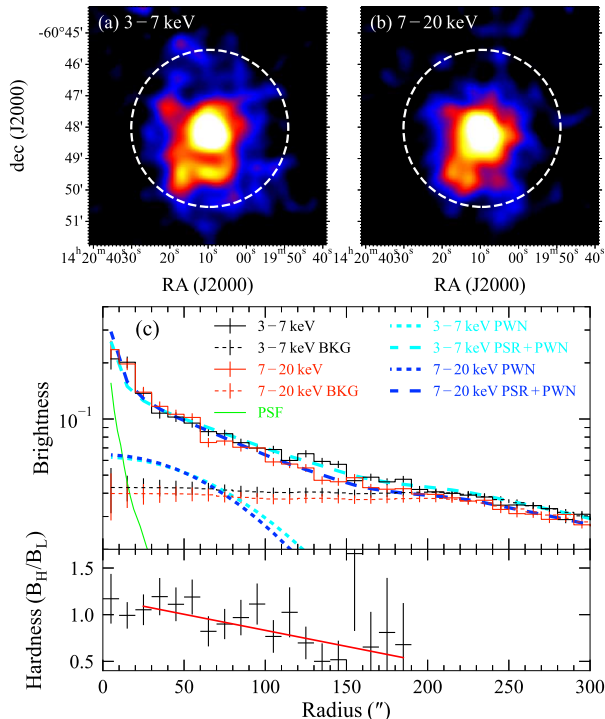 (a) 3−7 keV
(b) 7−20 keV
dec (J2000)
-60°45'
46'
47'
48'
49'
50'
51'
14ʰ20ᵐ40ˢ30ˢ 20ˢ 10ˢ 0ˢ 19ᵐ50ˢ 40ˢ
14ʰ20ᵐ40ˢ30ˢ 20ˢ 10ˢ 0ˢ 19ᵐ50ˢ 40ˢ
RA (J2000)
RA (J2000)
(c)
3−7 keV
3−7 keV BKG
7−20 keV
7−20 keV BKG
PSF
3−7 keV PWN
3−7 keV PSR+PWN
7−20 keV PWN
7−20 keV PSR+PWN
Brightness
10⁻¹
Hardness (B_H/B_L)
1.5
1.0
0.5
0 50 100 150 200 250 300
Radius (″)